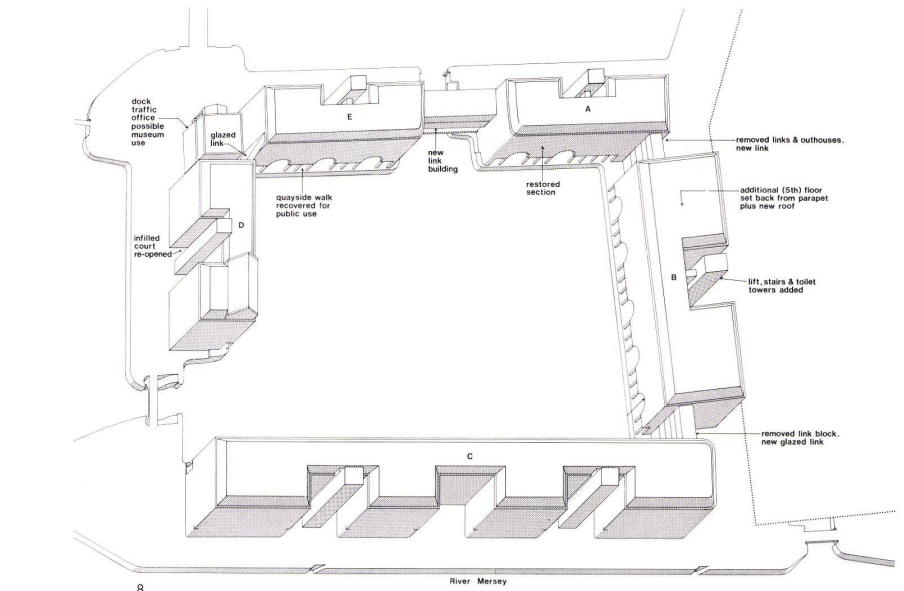 dock
traffic
office
possible
museum
use
glazed
link
E
A
new
link
building
removed links & outhouses.
new link
quayside walk
recovered for
public use
restored
section
additional (5th) floor
set back from parapet
plus new roof
D
infilled
court
re-opened
B
lift, stairs & toilet
towers added
removed link block.
new glazed link
C
River Mersey
8